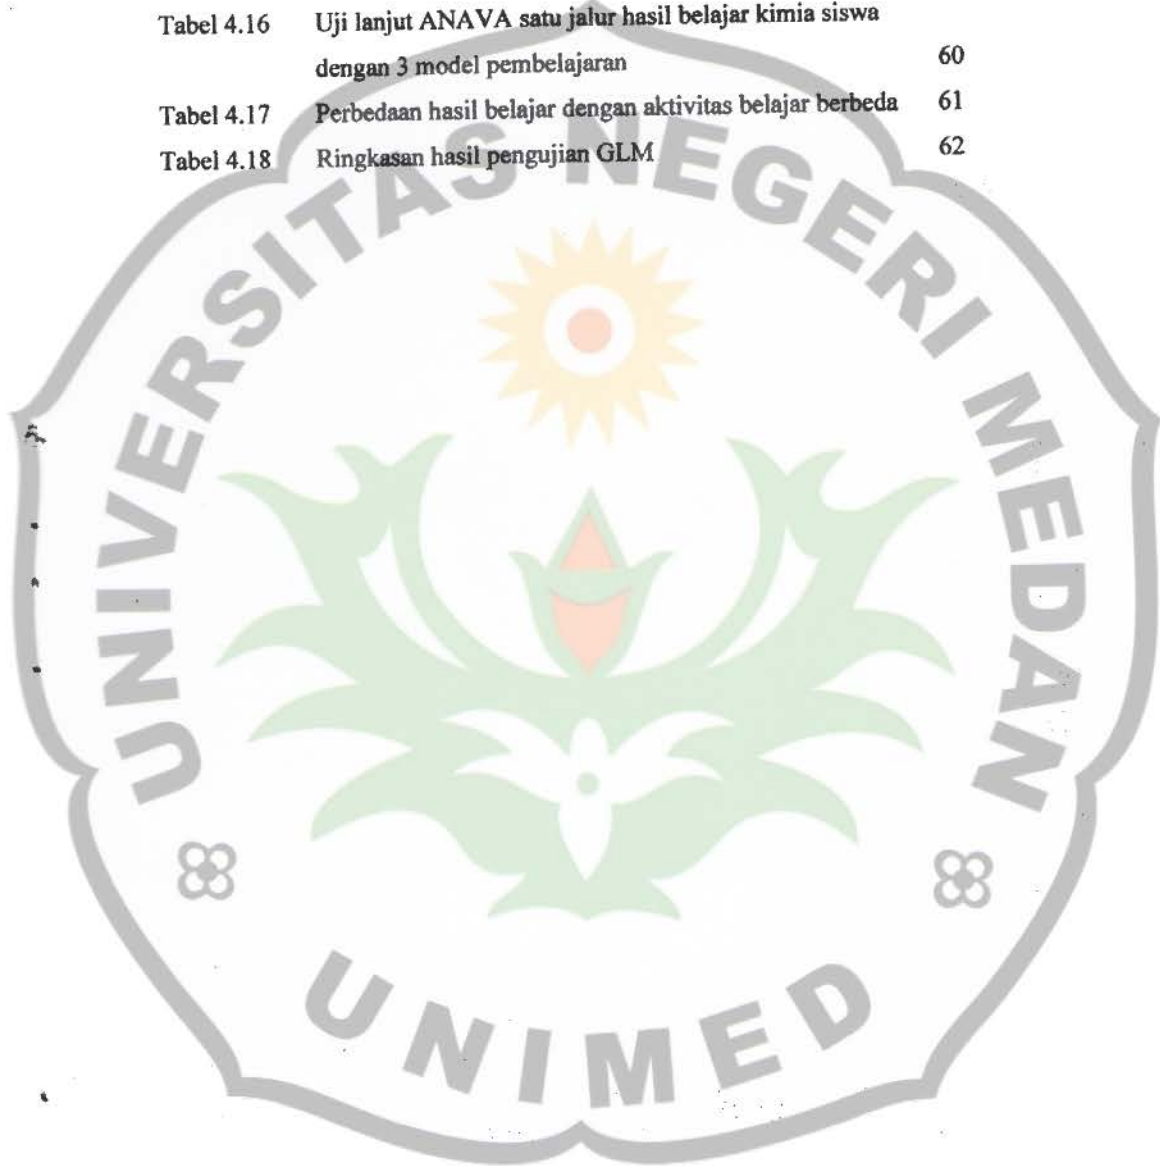 Tabel 4.16 Uji lanjut ANAVA satu jalur hasil belajar kimia siswa
dengan 3 model pembelajaran 60
Tabel 4.17 Perbedaan hasil belajar dengan aktivitas belajar berbeda 61
Tabel 4.18 Ringkasan hasil pengujian GLM 62
UNIVERSITAS NEGERI MEDAN
UNIMED